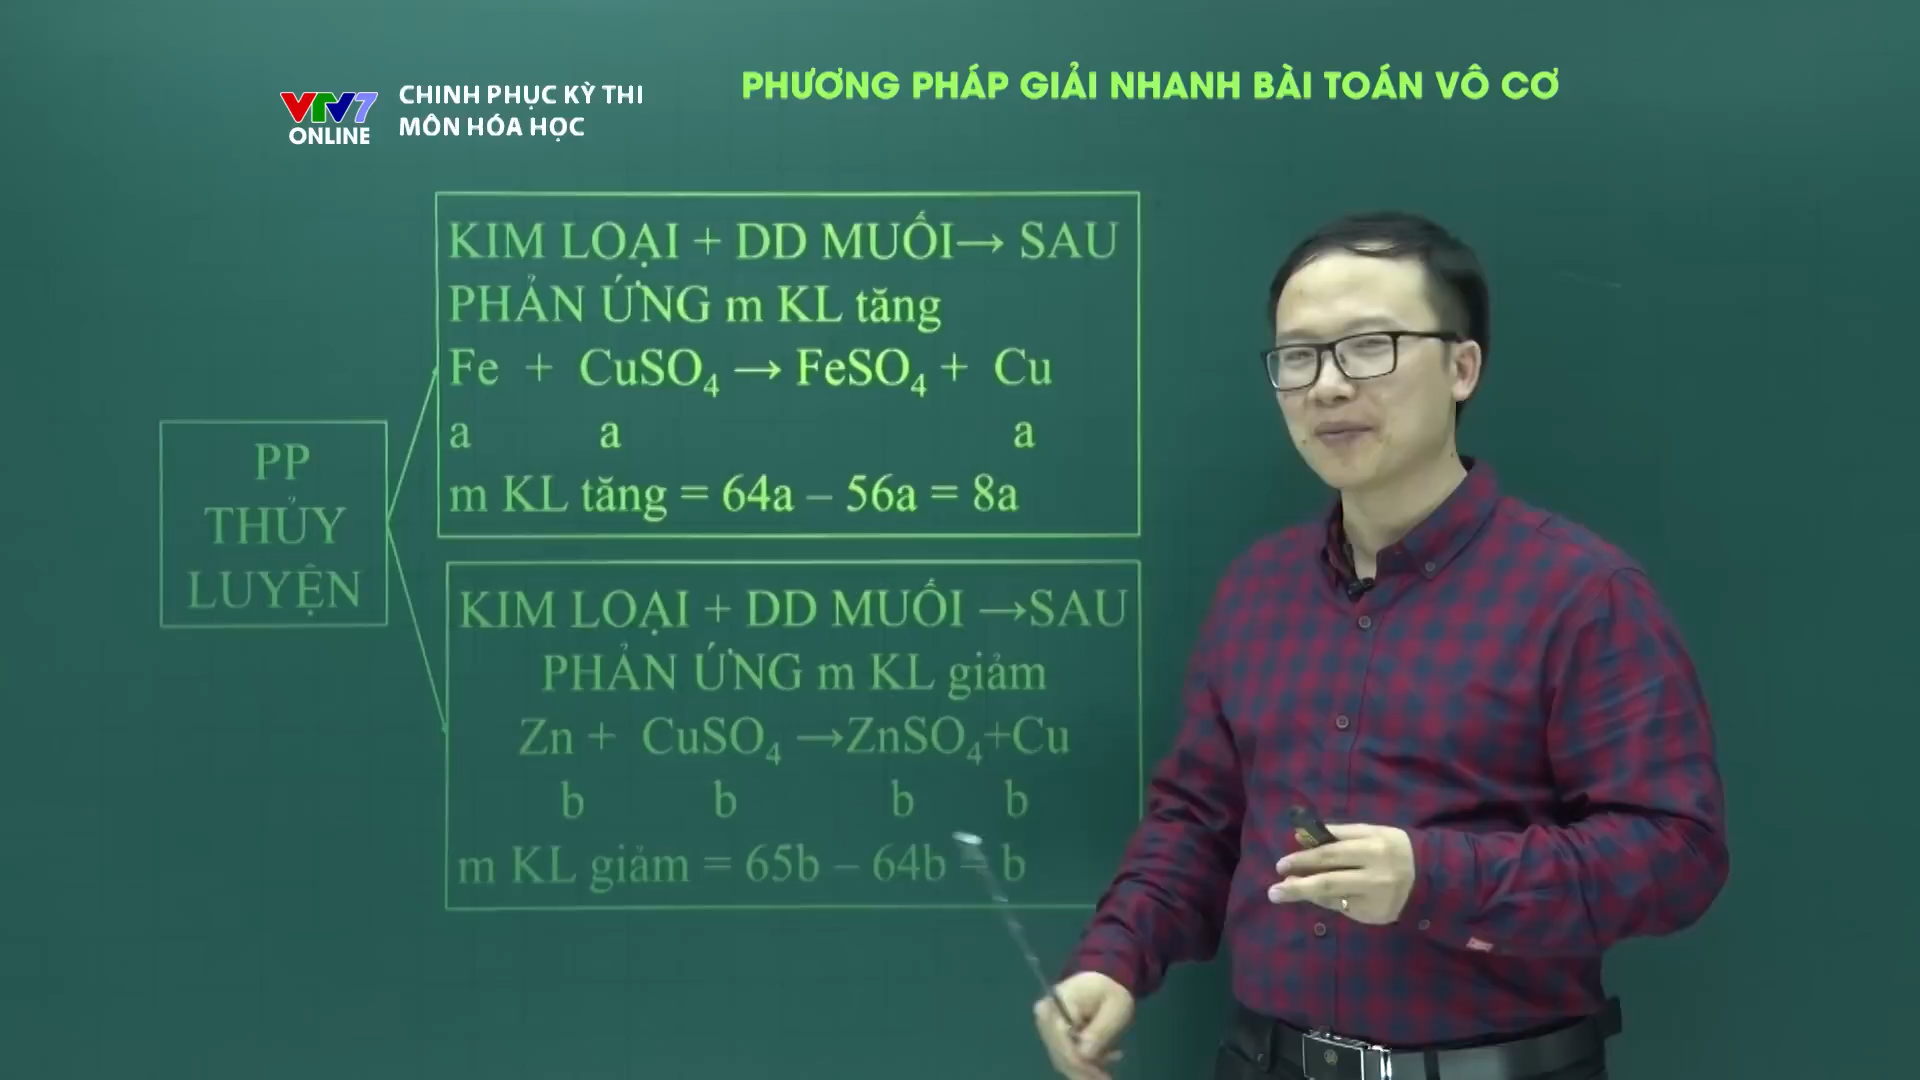 VTV7
ONLINE
CHINH PHỤC KỲ THI
MÔN HÓA HỌC
PHƯƠNG PHÁP GIẢI NHANH BÀI TOÁN VÔ CƠ
PP
THỦY
LUYỆN
KIM LOẠI + DD MUỐI→ SAU
PHẢN ỨNG m KL tăng
Fe + CuSO₄ → FeSO₄ + Cu
a a a
m KL tăng = 64a – 56a = 8a
KIM LOẠI + DD MUỐI →SAU
PHẢN ỨNG m KL giảm
Zn + CuSO₄ →ZnSO₄+Cu
b b b b
m KL giảm = 65b – 64b = b